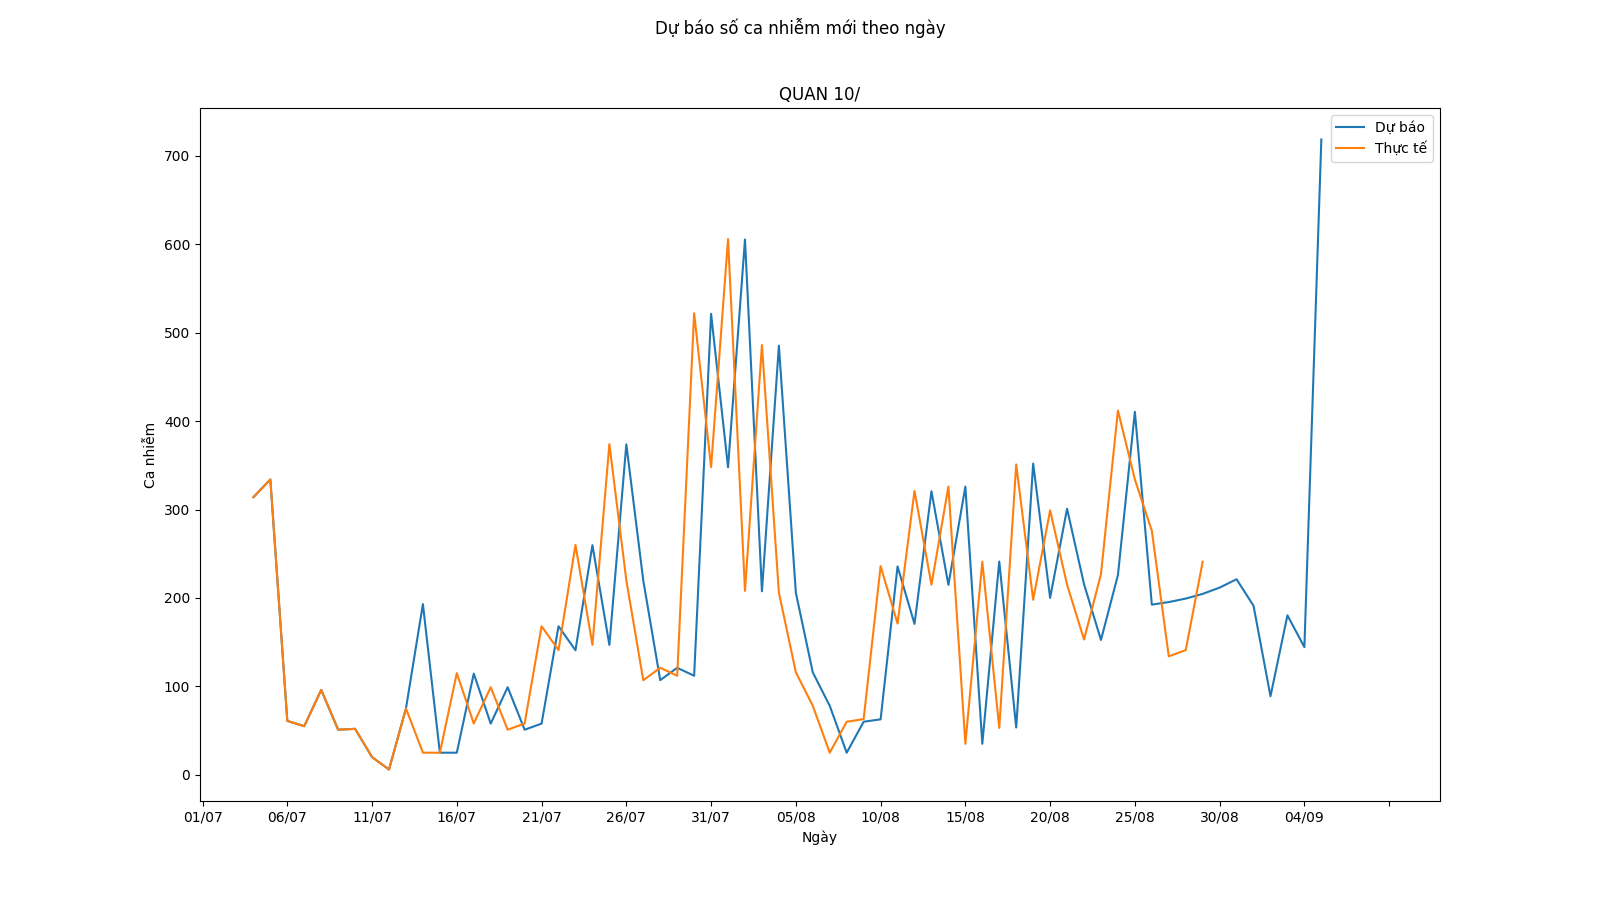 Dự báo số ca nhiễm mới theo ngày
QUAN 10/
Dự báo
Thực tế
Ca nhiễm
700
600
500
400
300
200
100
0
01/07 06/07 11/07 16/07 21/07 26/07 31/07 05/08 10/08 15/08 20/08 25/08 30/08 04/09
Ngày